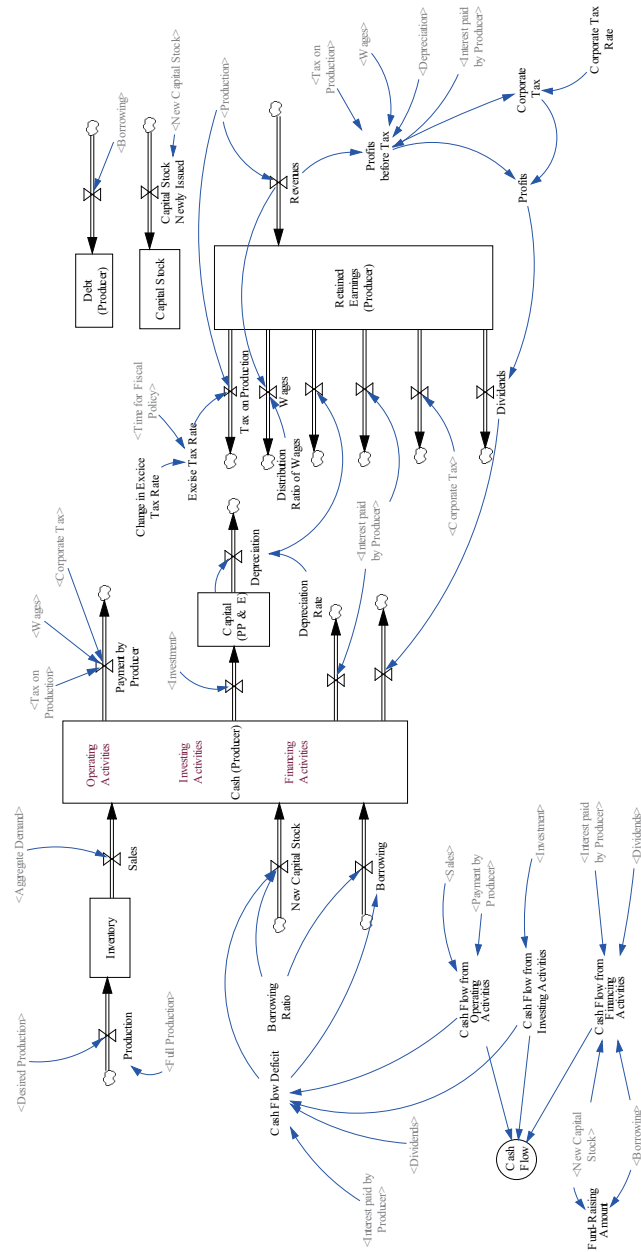 <Desired Production>
Production
<Full Production>
Inventory
<Aggregate Demand>
Sales
<Tax on
Production>
<Wages>
<Corporate Tax>
Payment by
Producer
Operating
Activities
Investing
Activities
Cash (Producer)
Financing
Activities
<Investment>
Capital
(PP & E)
Depreciation
Depreciation
Rate
New Capital Stock
Borrowing
Borrowing
Ratio
Cash Flow Deficit
<Interest paid by
Producer>
<Dividends>
<Sales>
<Payment by
Producer>
Cash Flow from
Operating
Activities
<Investment>
Cash Flow from
Investing Activities
Cash
Flow
<Interest paid
by Producer>
<Dividends>
Cash Flow from
Financing
Activities
<New Capital
Stock>
<Borrowing>
Fund-Raising
Amount
Debt
(Producer)
<Borrowing>
Capital Stock
Capital Stock
Newly Issued
<New Capital Stock>
<Time for Fiscal
Policy>
Change in Excice
Tax Rate
Excise Tax Rate
Tax on Production
Wages
Distribution
Ratio of Wages
<Interest paid
by Producer>
<Corporate Tax>
Dividends
Retained
Earnings
(Producer)
<Production>
Revenues
<Tax on
Production>
<Wages>
<Depreciation>
<Interest paid
by Producer>
Profits
before Tax
Corporate
Tax
Corporate Tax
Rate
Profits